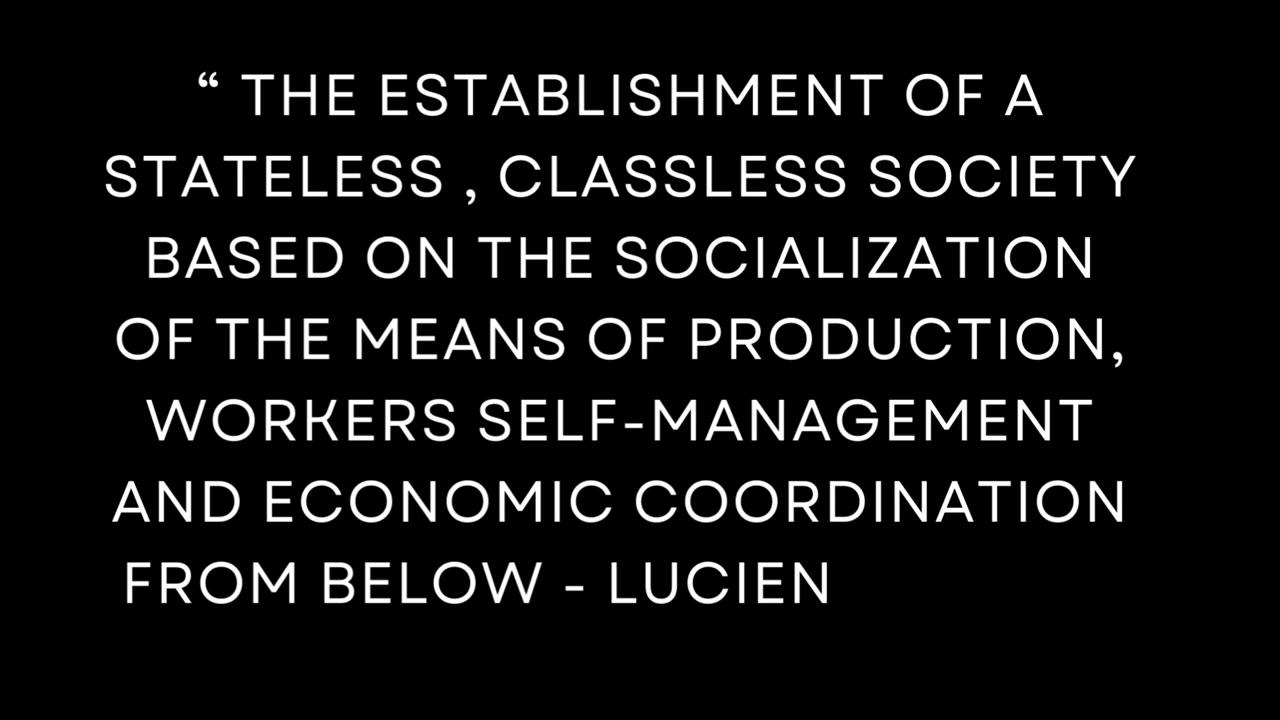 “ THE ESTABLISHMENT OF A
STATELESS , CLASSLESS SOCIETY
BASED ON THE SOCIALIZATION
OF THE MEANS OF PRODUCTION,
WORKERS SELF-MANAGEMENT
AND ECONOMIC COORDINATION
FROM BELOW - LUCIEN